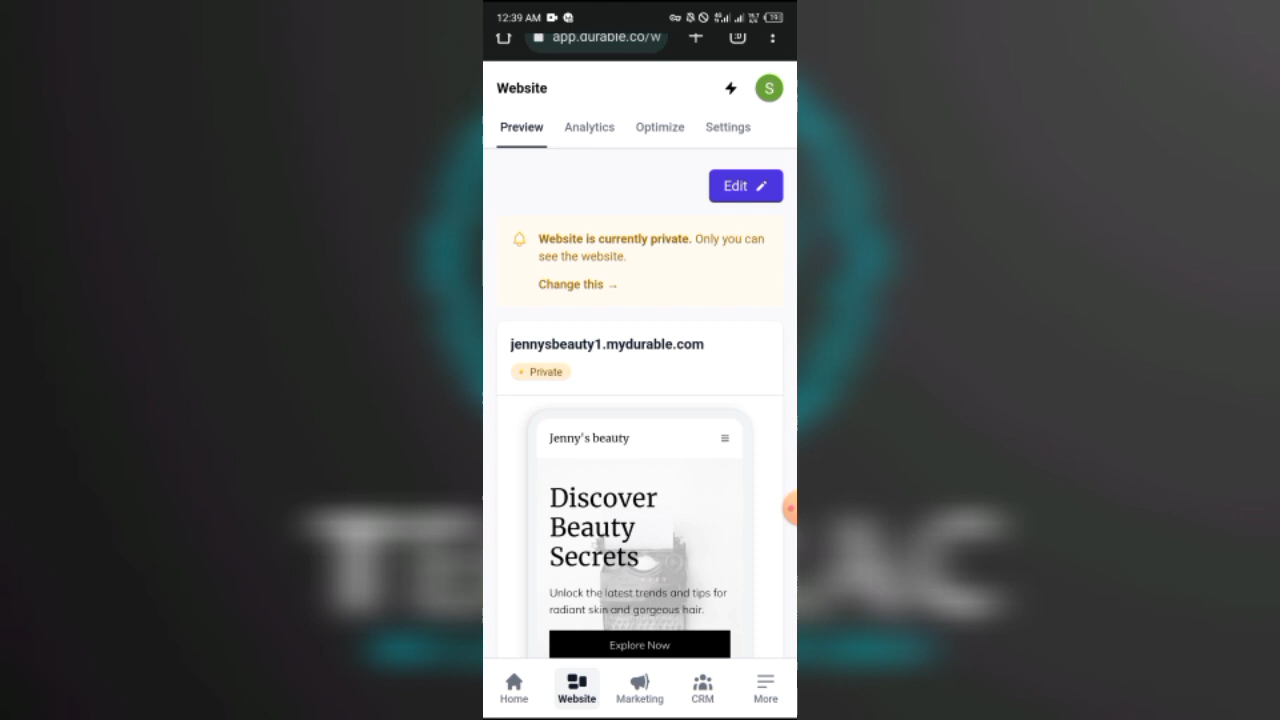 12:39 AM
app.durable.co/w
Website
S
Preview Analytics Optimize Settings
Edit
Website is currently private. Only you can
see the website.
Change this →
jennysbeauty1.mydurable.com
Private
Jenny's beauty
Discover
Beauty
Secrets
Unlock the latest trends and tips for
radiant skin and gorgeous hair.
Explore Now
Home Website Marketing CRM More